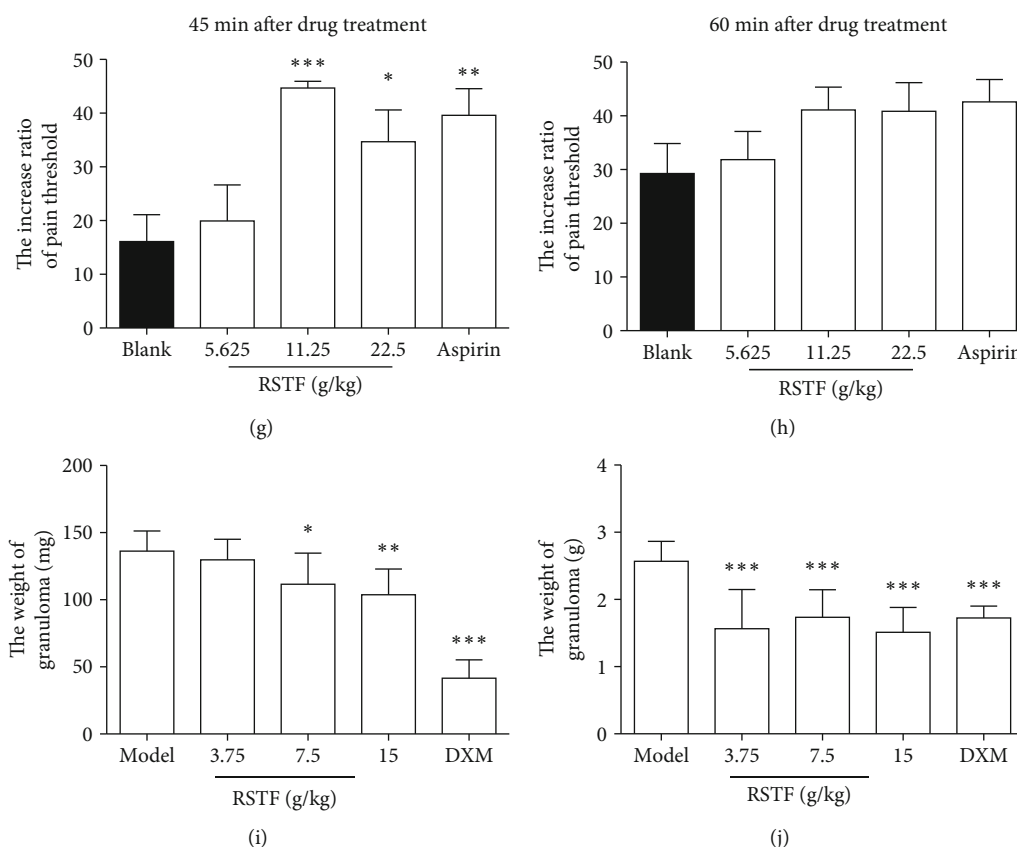 45 min after drug treatment
The increase ratio
of pain threshold
50
40
30
20
10
0
***
*
**
Blank
5.625
11.25
22.5
Aspirin
RSTF (g/kg)
(g)
60 min after drug treatment
The increase ratio
of pain threshold
50
40
30
20
10
0
Blank
5.625
11.25
22.5
Aspirin
RSTF (g/kg)
(h)
The weight of
granuloma (mg)
200
150
100
50
0
*
**
***
Model
3.75
7.5
15
DXM
RSTF (g/kg)
(i)
The weight of
granuloma (g)
4
3
2
1
0
***
***
***
***
Model
3.75
7.5
15
DXM
RSTF (g/kg)
(j)